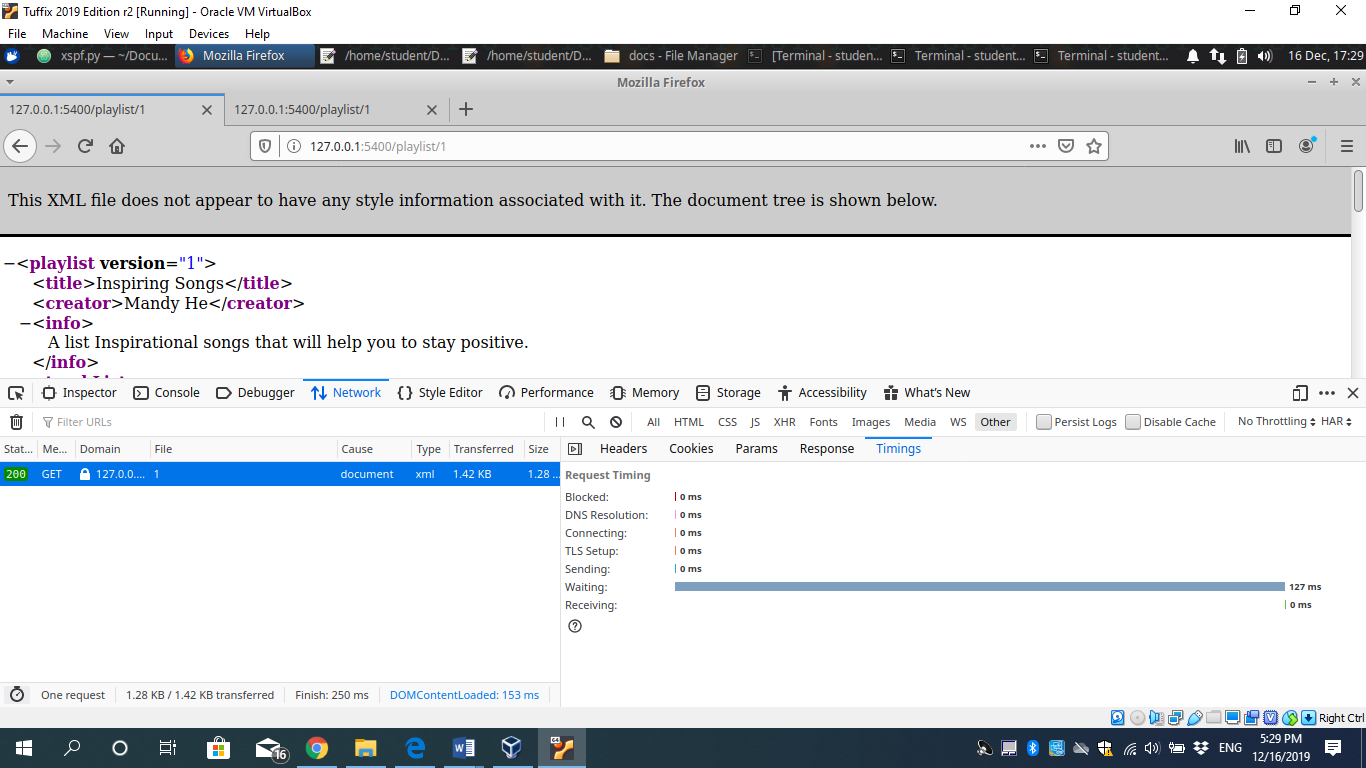 Tuffix 2019 Edition r2 [Running] - Oracle VM VirtualBox
File Machine View Input Devices Help
xspf.py — ~/Docu... Mozilla Firefox /home/student/D... /home/student/D... docs - File Manager [Terminal - studen... Terminal - student... Terminal - student... 16 Dec, 17:29
Mozilla Firefox
127.0.0.1:5400/playlist/1 127.0.0.1:5400/playlist/1
127.0.0.1:5400/playlist/1
This XML file does not appear to have any style information associated with it. The document tree is shown below.
−<playlist version="1">
<title>Inspiring Songs</title>
<creator>Mandy He</creator>
−<info>
A list Inspirational songs that will help you to stay positive.
</info>
Inspector Console Debugger Network Style Editor Performance Memory Storage Accessibility What's New
Filter URLs All HTML CSS JS XHR Fonts Images Media WS Other Persist Logs Disable Cache No Throttling HAR
Stat... Me... Domain File Cause Type Transferred Size Headers Cookies Params Response Timings
200 GET 127.0.0.... 1 document xml 1.42 KB 1.28 ...
Request Timing
Blocked: 0 ms
DNS Resolution: 0 ms
Connecting: 0 ms
TLS Setup: 0 ms
Sending: 0 ms
Waiting: 127 ms
Receiving: 0 ms
One request 1.28 KB / 1.42 KB transferred Finish: 250 ms DOMContentLoaded: 153 ms
Right Ctrl
16 ENG 5:29 PM
12/16/2019